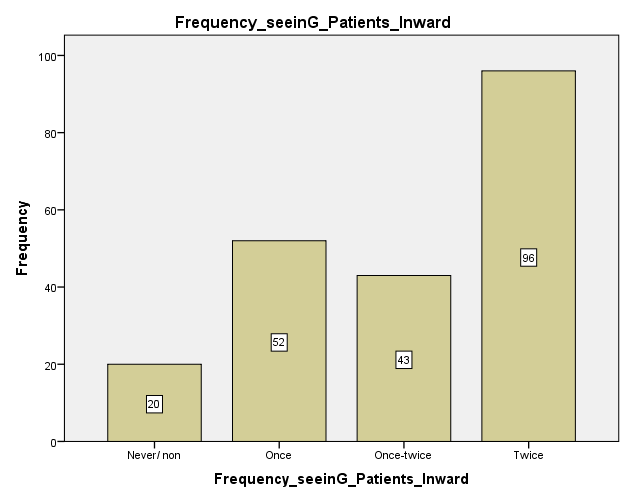 Frequency_seeinG_Patients_Inward
Frequency
100
80
60
40
20
0
20
52
43
96
Never/ non
Once
Once-twice
Twice
Frequency_seeinG_Patients_Inward